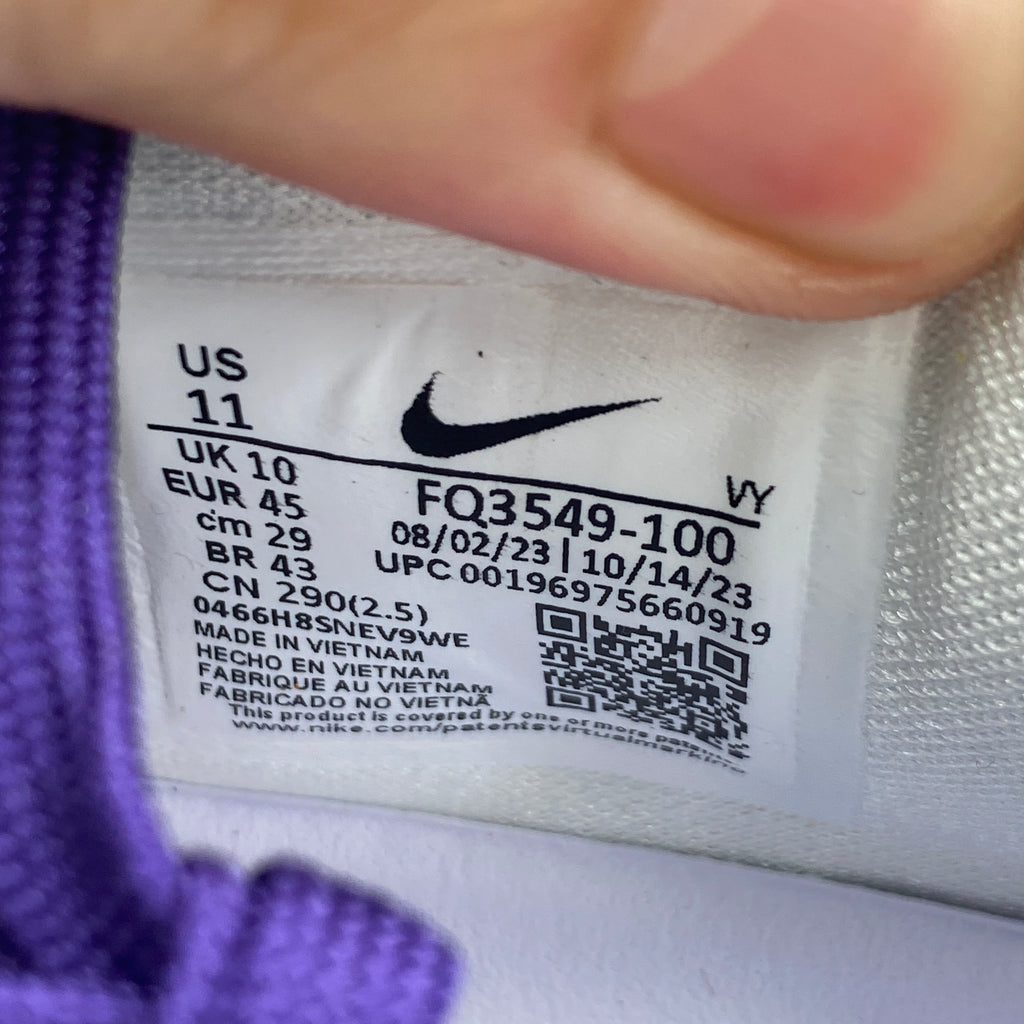 US
11
UK 10
EUR 45
cm 29
BR 43
CN 290(2.5)
0466H8SNEV9WE
MADE IN VIETNAM
HECHO EN VIETNAM
FABRIQUE AU VIETNAM
FABRICADO NO VIETNÃ
This product is covered by one or more
www.nike.com/patentsvirtualmarking
VY
FQ3549-100
08/02/23 | 10/14/23
UPC 00196975660919